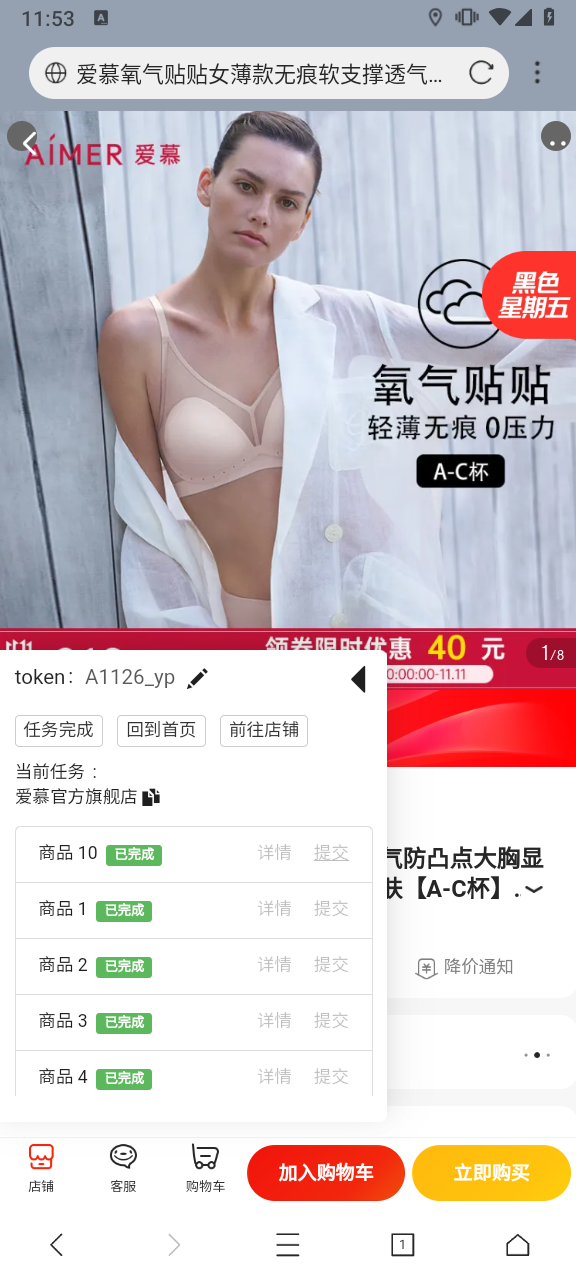 11:53
A
爱慕氧气贴贴女薄款无痕软支撑透气...
AIMER 爱慕
黑色
星期五
氧气贴贴
轻薄无痕 0压力
A-C杯
领券限时优惠 40 元
0:00:00-11.11
1/8
token: A1126_yp
任务完成 回到首页 前往店铺
当前任务 :
爱慕官方旗舰店
商品 10 已完成 详情 提交
气防凸点大胸显
肤【A-C杯】.
商品 1 已完成 详情 提交
商品 2 已完成 详情 提交
降价通知
商品 3 已完成 详情 提交
商品 4 已完成 详情 提交
店铺 客服 购物车 加入购物车 立即购买
1